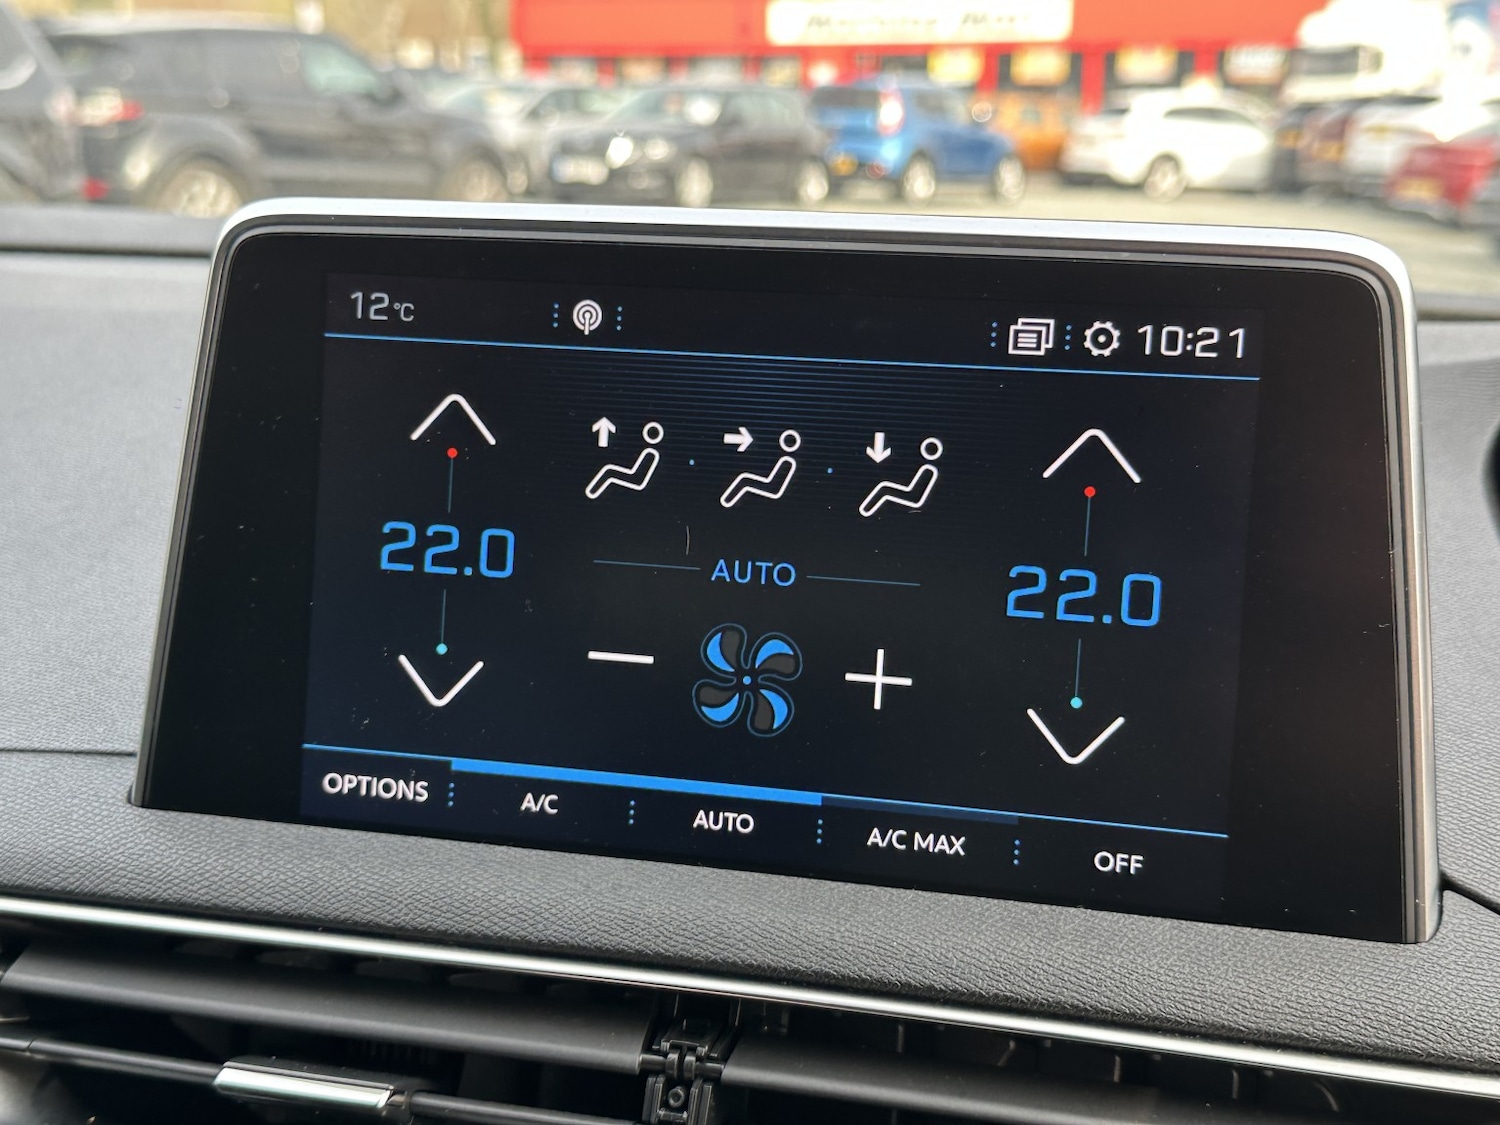 12°C
10:21
22.0
AUTO
22.0
OPTIONS
A/C
AUTO
A/C MAX
OFF